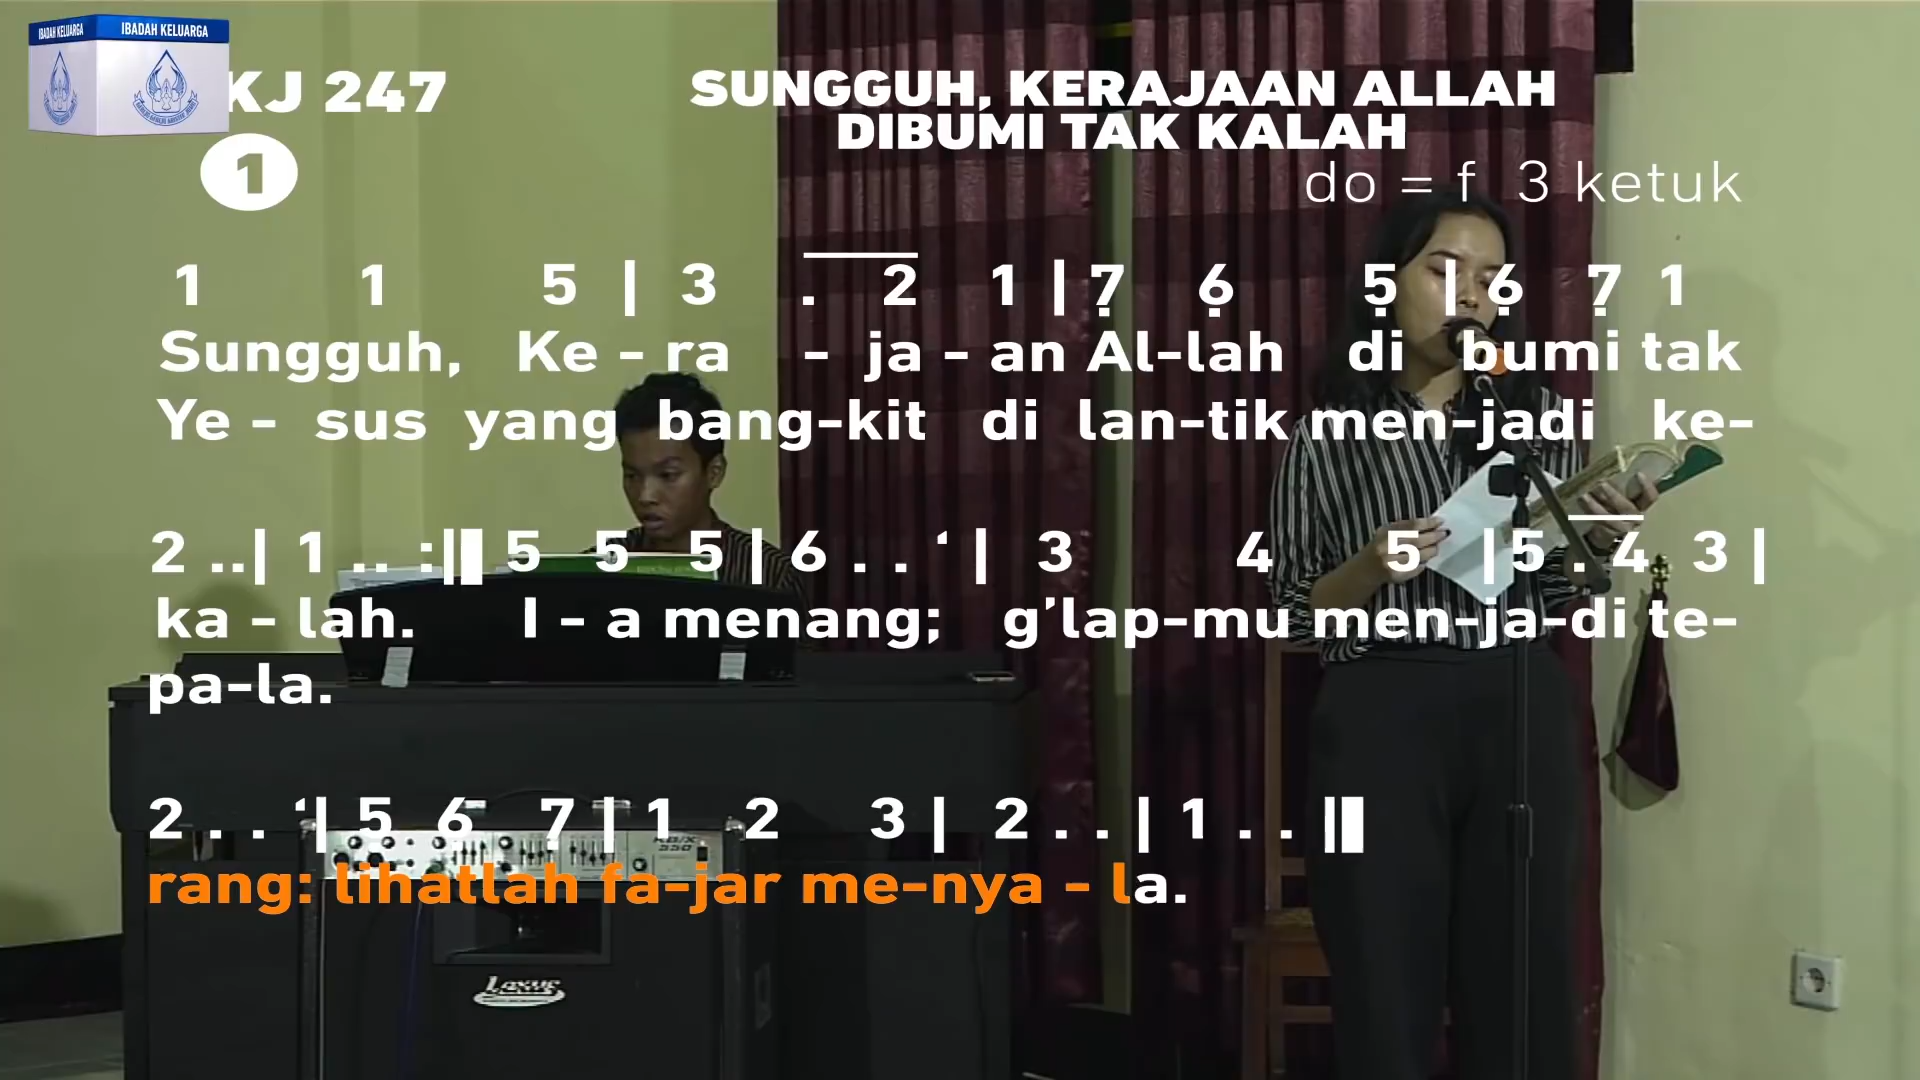 IBADAH KELUARGA IBADAH KELUARGA
KJ 247
SUNGGUH, KERAJAAN ALLAH
DIBUMI TAK KALAH
1
do = f 3 ketuk
1 1 5 | 3 . 2 1 | 7̣ 6̣ 5̣ | 6̣ 7̣ 1
Sungguh, Ke - ra - ja - an Al-lah di bumi tak
Ye - sus yang bang-kit di lan-tik men-jadi ke-
2 ..| 1 .. :|| 5 5 5 | 6 . . ‘ | 3 4 5 | 5 . 4 3 |
ka - lah. I - a menang; g’lap-mu men-ja-di te-
pa-la.
2 . . ‘| 5 6 7 | 1 2 3 | 2 . . | 1 . . ||
rang: lihatlah fa-jar me-nya - la.
Laxur